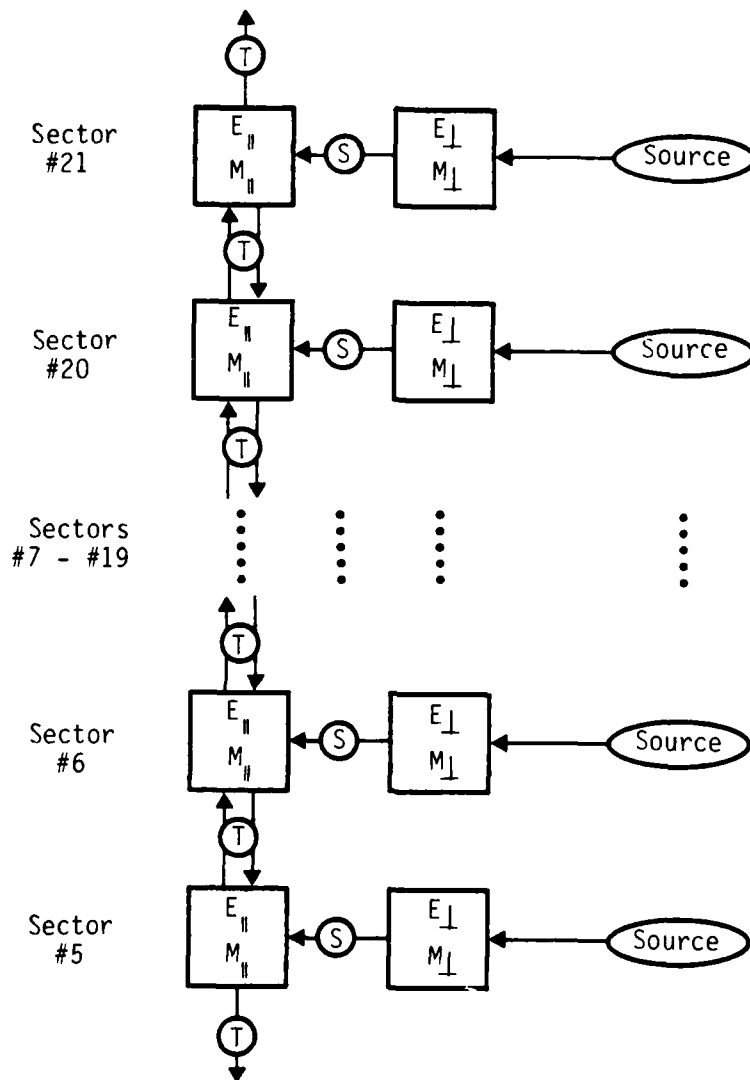 T
Sector
#21
E∥
M∥
S
E⊥
M⊥
Source
T
Sector
#20
E∥
M∥
S
E⊥
M⊥
Source
T
Sectors
#7 - #19
T
Sector
#6
E∥
M∥
S
E⊥
M⊥
Source
T
Sector
#5
E∥
M∥
S
E⊥
M⊥
Source
T